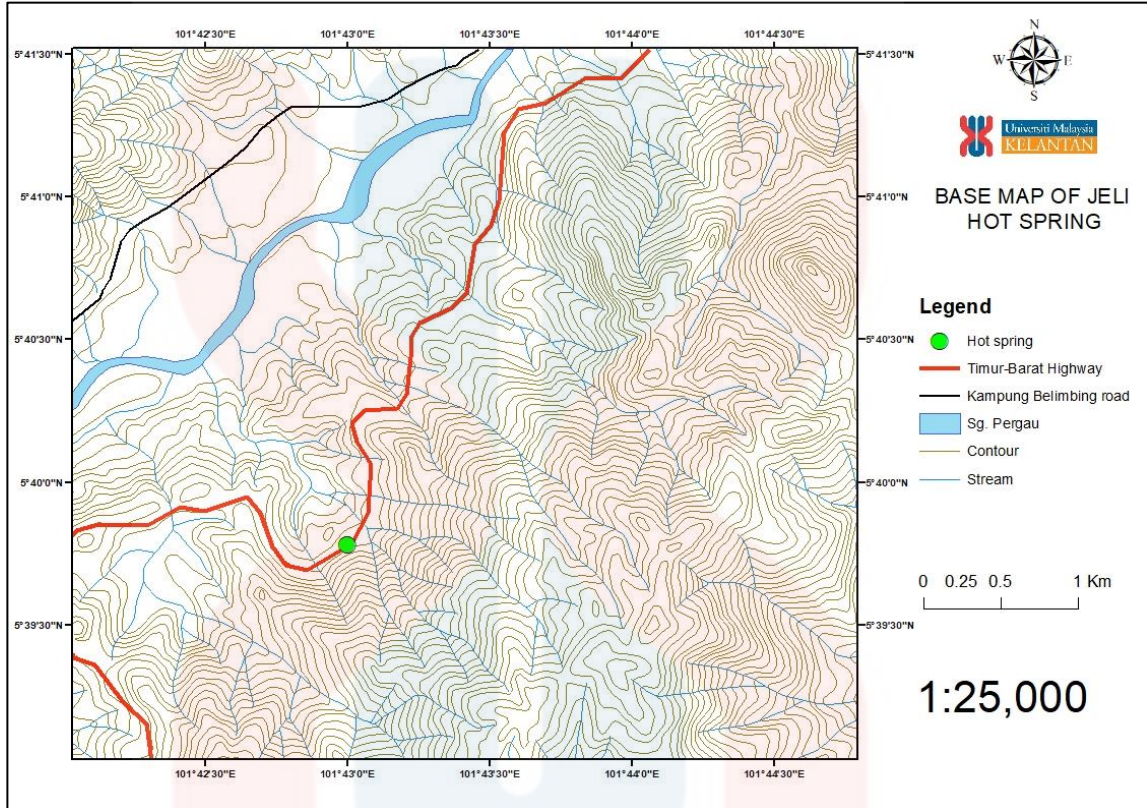 101°42'30"E 101°43'0"E 101°43'30"E 101°44'0"E 101°44'30"E
5°41'30"N 5°41'30"N
5°41'0"N 5°41'0"N
5°40'30"N 5°40'30"N
5°40'0"N 5°40'0"N
5°39'30"N 5°39'30"N
101°42'30"E 101°43'0"E 101°43'30"E 101°44'0"E 101°44'30"E
N
W E
S
Universiti Malaysia
KELANTAN
BASE MAP OF JELI
HOT SPRING
Legend
Hot spring
Timur-Barat Highway
Kampung Belimbing road
Sg. Pergau
Contour
Stream
0 0.25 0.5 1 Km
1:25,000